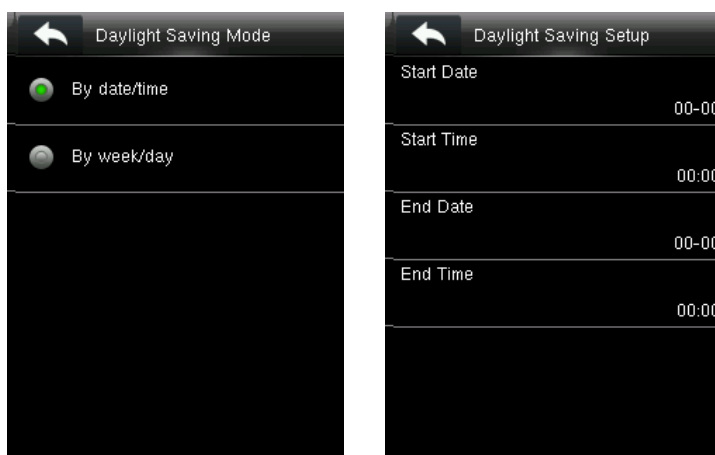 Daylight Saving Mode
By date/time
By week/day
Daylight Saving Setup
Start Date
00-00
Start Time
00:00
End Date
00-00
End Time
00:00